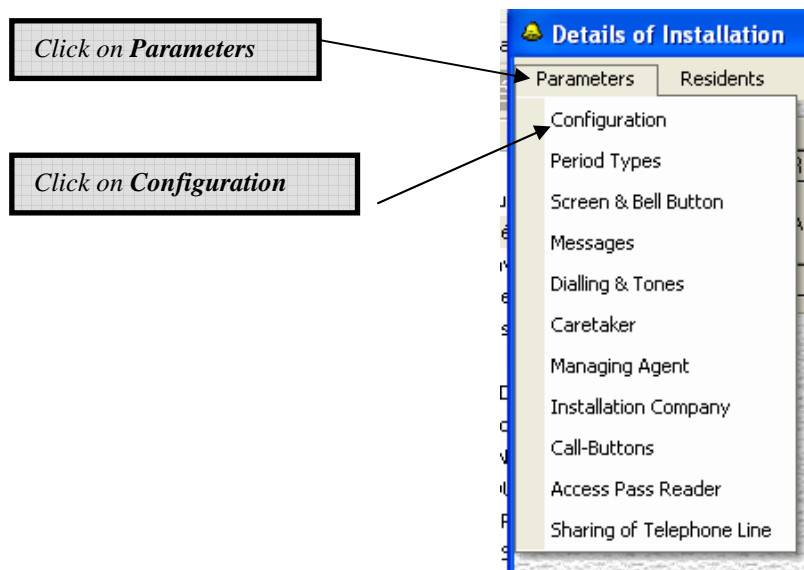 Click on Parameters
Click on Configuration
Details of Installation
Parameters Residents
Configuration
Period Types
Screen & Bell Button
Messages
Dialling & Tones
Caretaker
Managing Agent
Installation Company
Call-Buttons
Access Pass Reader
Sharing of Telephone Line